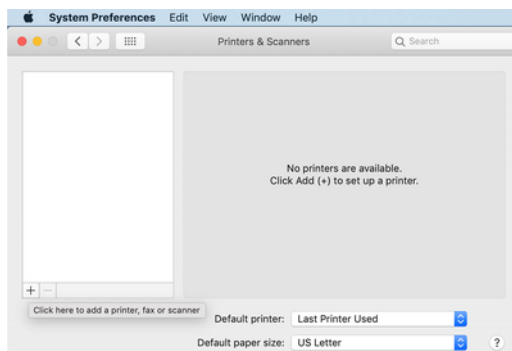 System Preferences Edit View Window Help
Printers & Scanners
Search
No printers are available.
Click Add (+) to set up a printer.
+ −
Click here to add a printer, fax or scanner
Default printer: Last Printer Used
Default paper size: US Letter
?